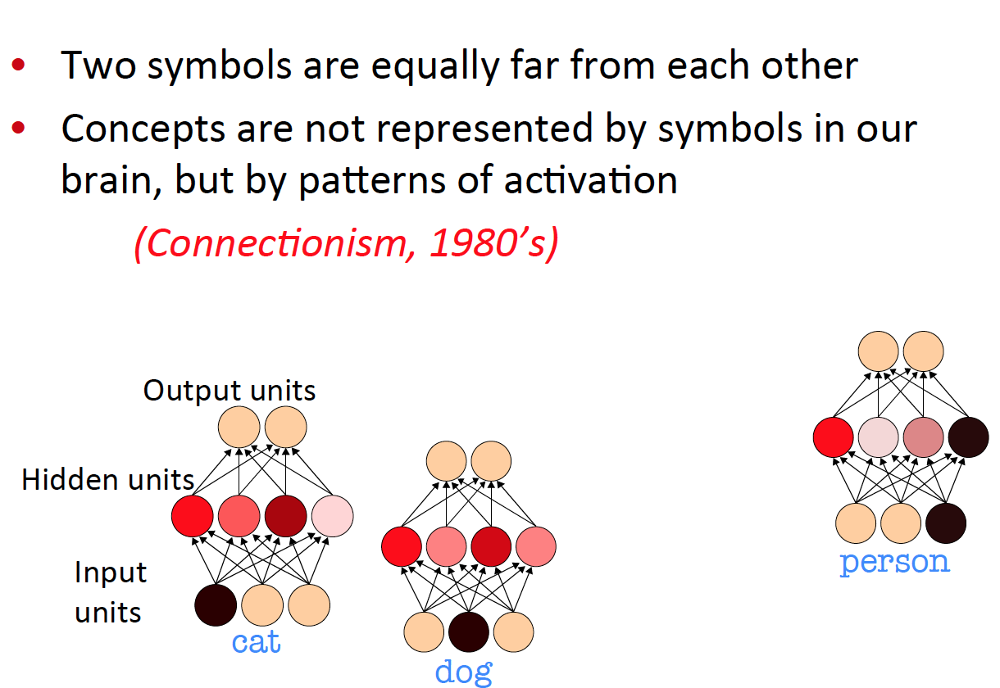 • Two symbols are equally far from each other
• Concepts are not represented by symbols in our
brain, but by patterns of activation
(Connectionism, 1980's)
Output units
Hidden units
Input
units
cat
dog
person